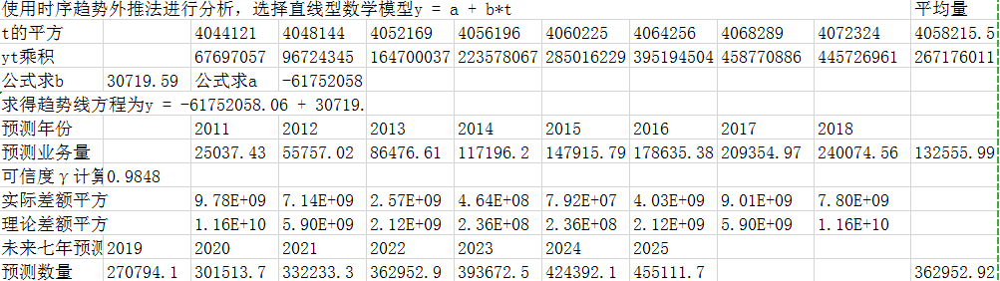 使用时序趋势外推法进行分析，选择直线型数学模型y = a + b*t 平均量
t的平方 4044121 4048144 4052169 4056196 4060225 4064256 4068289 4072324 4058215.5
yt乘积 67697057 96724345 164700037 223578067 285016229 395194504 458770886 445726961 267176011
公式求b 30719.59 公式求a -61752058
求得趋势线方程为y = -61752058.06 + 30719.
预测年份 2011 2012 2013 2014 2015 2016 2017 2018
预测业务量 25037.43 55757.02 86476.61 117196.2 147915.79 178635.38 209354.97 240074.56 132555.99
可信度γ计算 0.9848
实际差额平方 9.78E+09 7.14E+09 2.57E+09 4.64E+08 7.92E+07 4.03E+09 9.01E+09 7.80E+09
理论差额平方 1.16E+10 5.90E+09 2.12E+09 2.36E+08 2.36E+08 2.12E+09 5.90E+09 1.16E+10
未来七年预测 2019 2020 2021 2022 2023 2024 2025
预测数量 270794.1 301513.7 332233.3 362952.9 393672.5 424392.1 455111.7 362952.92